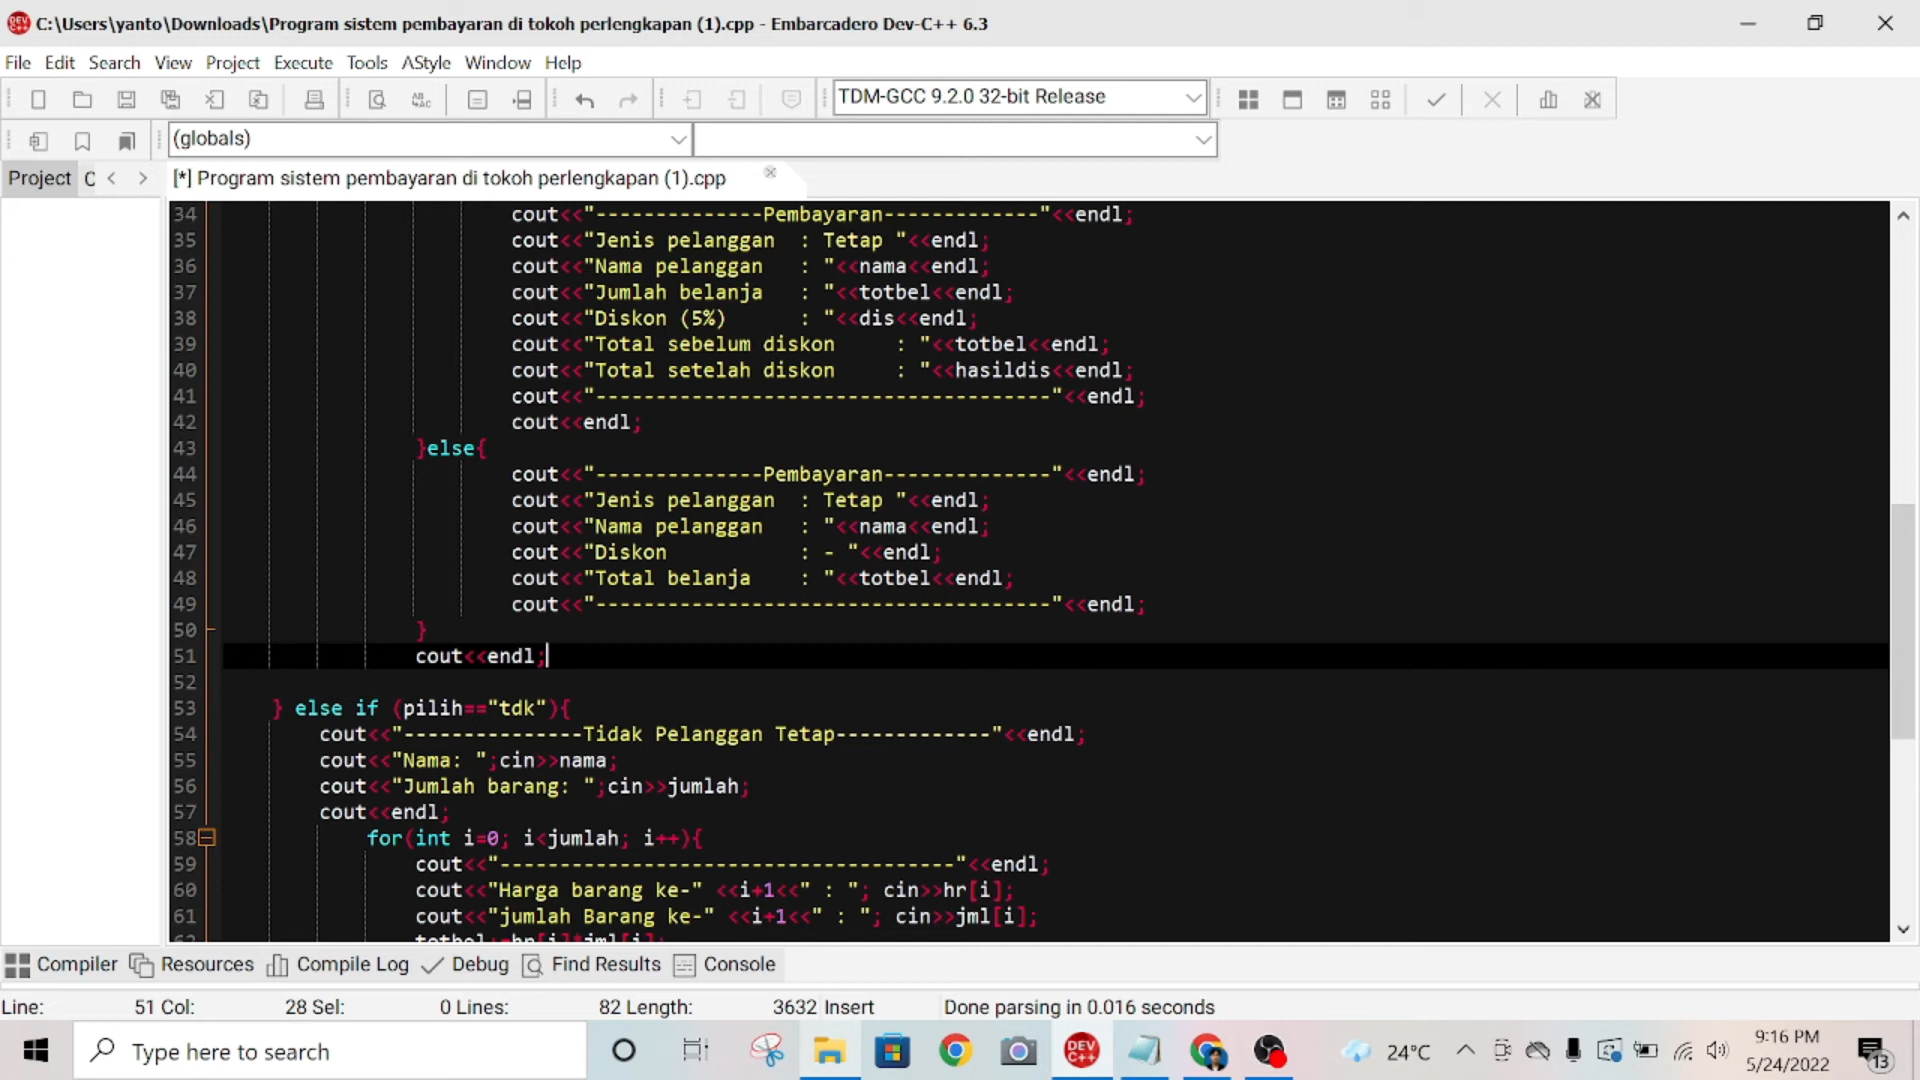 C:\Users\yanto\Downloads\Program sistem pembayaran di tokoh perlengkapan (1).cpp - Embarcadero Dev-C++ 6.3
File Edit Search View Project Execute Tools AStyle Window Help
TDM-GCC 9.2.0 32-bit Release
(globals)
Project C [*] Program sistem pembayaran di tokoh perlengkapan (1).cpp
34 cout<<"--------------Pembayaran-------------"<<endl;
35 cout<<"Jenis pelanggan  : Tetap "<<endl;
36 cout<<"Nama pelanggan   : "<<nama<<endl;
37 cout<<"Jumlah belanja   : "<<totbel<<endl;
38 cout<<"Diskon (5%)      : "<<dis<<endl;
39 cout<<"Total sebelum diskon     : "<<totbel<<endl;
40 cout<<"Total setelah diskon     : "<<hasildis<<endl;
41 cout<<"--------------------------------------"<<endl;
42 cout<<endl;
43 }else{
44 cout<<"--------------Pembayaran--------------"<<endl;
45 cout<<"Jenis pelanggan  : Tetap "<<endl;
46 cout<<"Nama pelanggan   : "<<nama<<endl;
47 cout<<"Diskon           : - "<<endl;
48 cout<<"Total belanja    : "<<totbel<<endl;
49 cout<<"--------------------------------------"<<endl;
50 }
51 cout<<endl;
52
53 } else if (pilih=="tdk"){
54 cout<<"---------------Tidak Pelanggan Tetap-------------"<<endl;
55 cout<<"Nama: ";cin>>nama;
56 cout<<"Jumlah barang: ";cin>>jumlah;
57 cout<<endl;
58 for(int i=0; i<jumlah; i++){
59 cout<<"--------------------------------------"<<endl;
60 cout<<"Harga barang ke-" <<i+1<<" : "; cin>>hr[i];
61 cout<<"jumlah Barang ke-" <<i+1<<" : "; cin>>jml[i];
Compiler Resources Compile Log Debug Find Results Console
Line: 51 Col: 28 Sel: 0 Lines: 82 Length: 3632 Insert Done parsing in 0.016 seconds
Type here to search
DEV C++
24°C
9:16 PM
5/24/2022
13